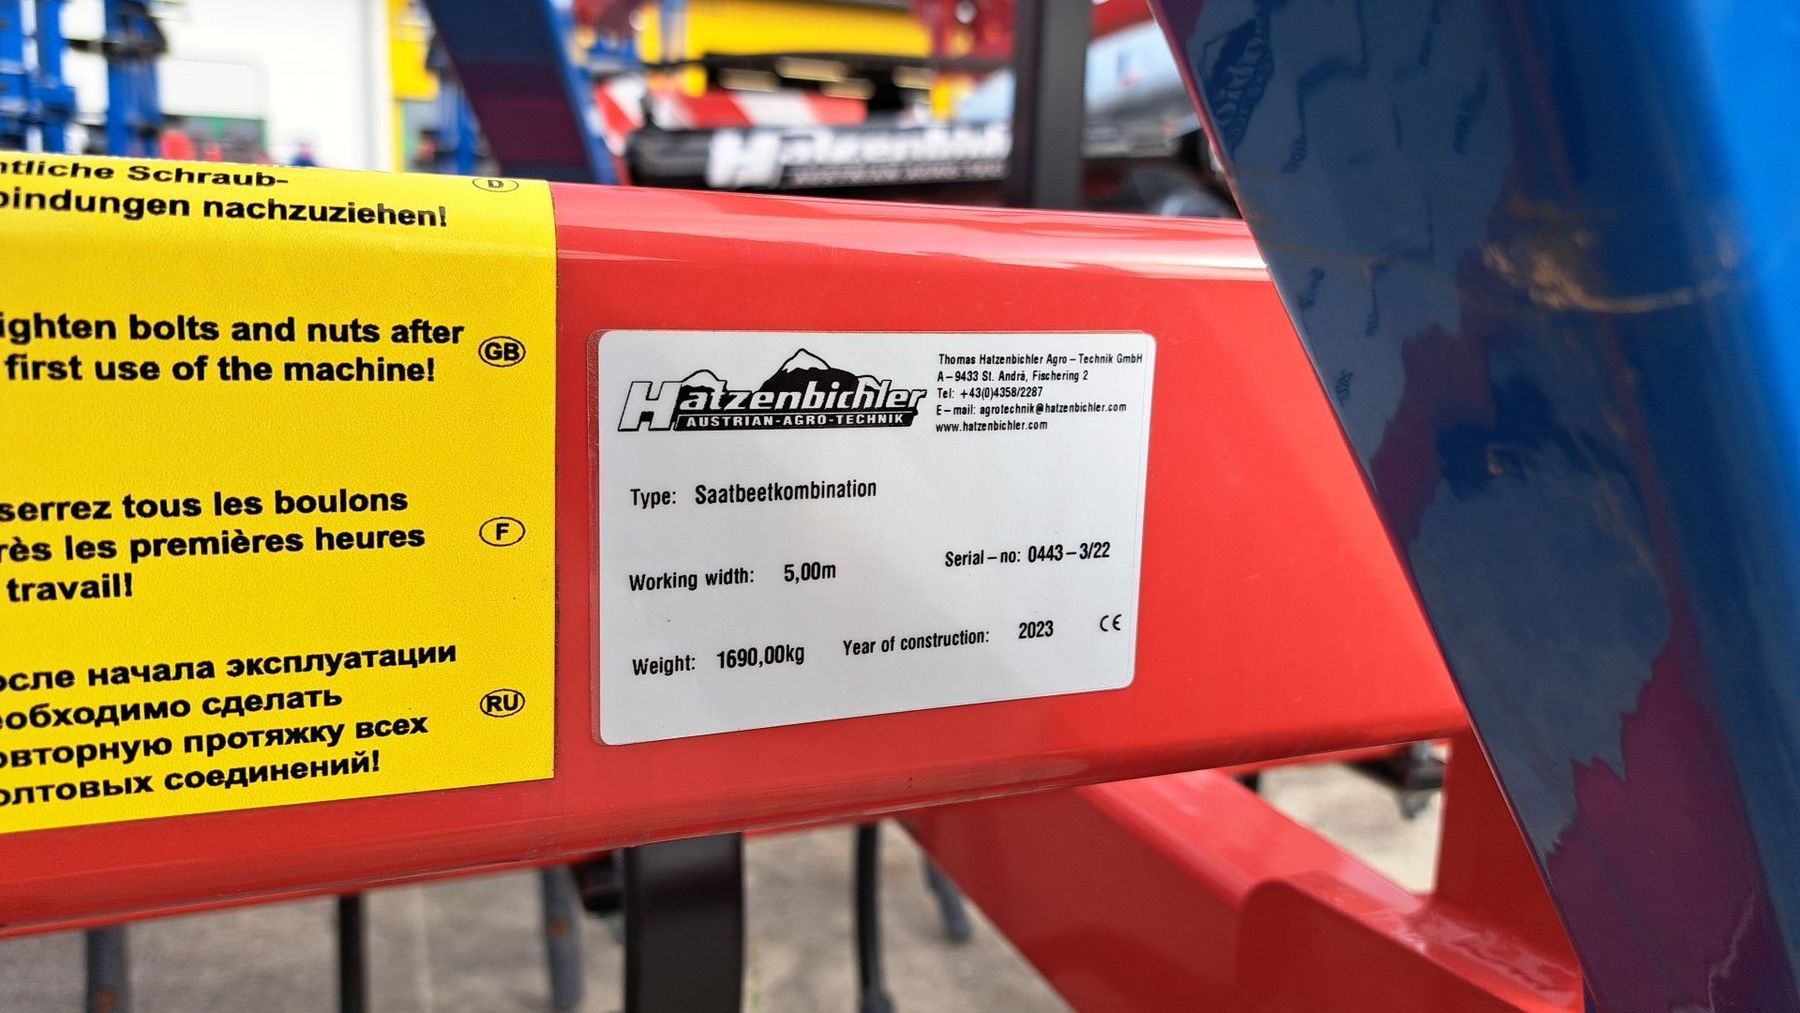 ntliche Schraub- D
bindungen nachzuziehen!
ighten bolts and nuts after
first use of the machine! GB
serrez tous les boulons
rès les premières heures F
travail!
осле начала эксплуатации
еобходимо сделать RU
овторную протяжку всех
олтовых соединений!
Hatzenbichler
AUSTRIAN-AGRO-TECHNIK
Thomas Hatzenbichler Agro – Technik GmbH
A – 9433 St. Andrä, Fischering 2
Tel: +43(0)4358/2287
E – mail: agrotechnik@hatzenbichler.com
www.hatzenbichler.com
Type: Saatbeetkombination
Working width: 5,00m
Serial – no: 0443 – 3/22
Weight: 1690,00kg
Year of construction: 2023 CE
Hatzenbichl